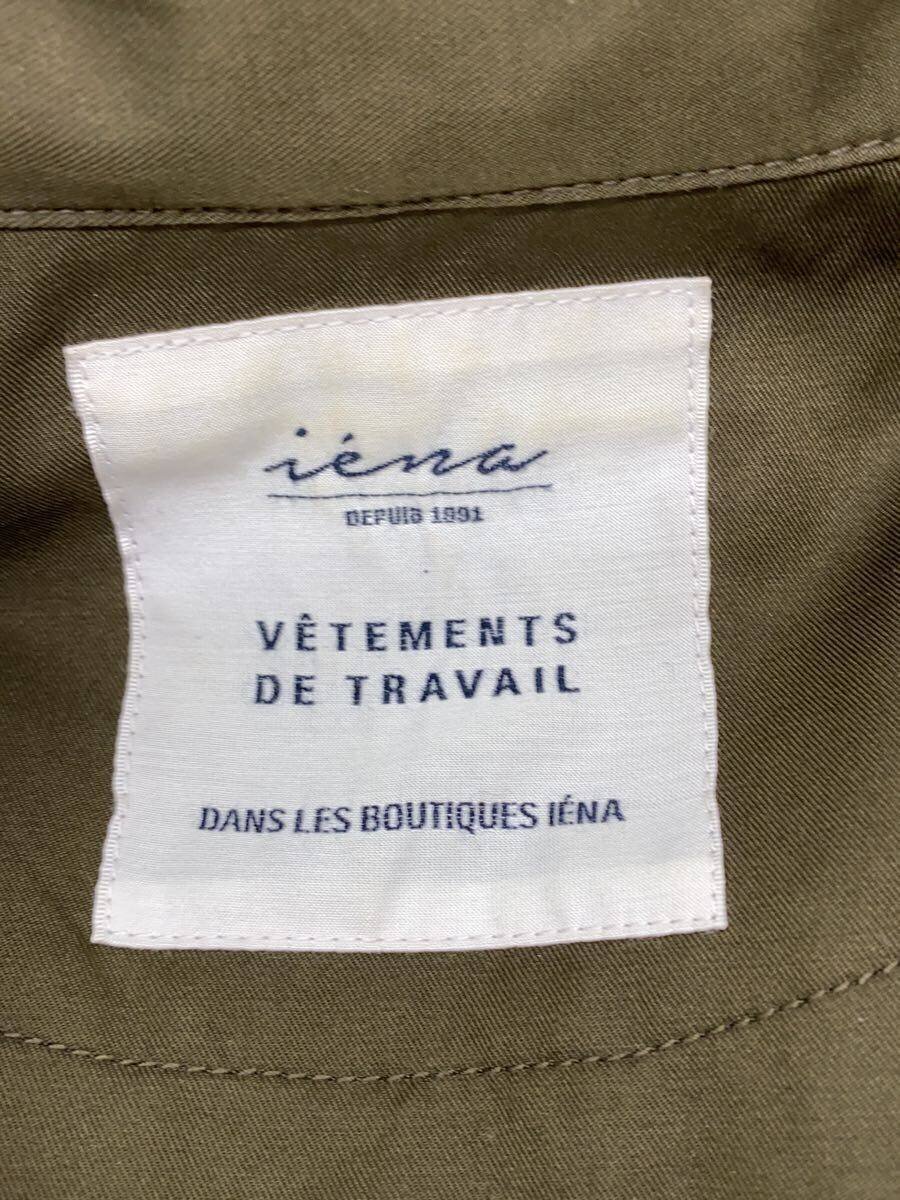 iéna
DEPUIS 1991
VÊTEMENTS
DE TRAVAIL
DANS LES BOUTIQUES IÉNA